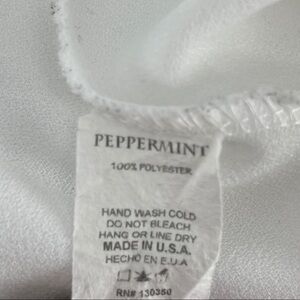 PEPPERMINT
100% POLYESTER
HAND WASH COLD
DO NOT BLEACH
HANG OR LINE DRY
MADE IN U.S.A.
HECHO EN E.U.A
RN# 130350